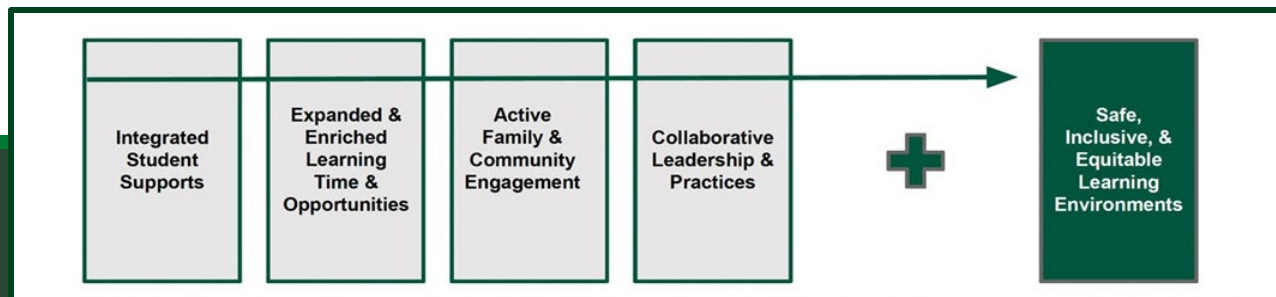 Integrated
Student
Supports
Expanded &
Enriched
Learning
Time &
Opportunities
Active
Family &
Community
Engagement
Collaborative
Leadership &
Practices
Safe,
Inclusive, &
Equitable
Learning
Environments